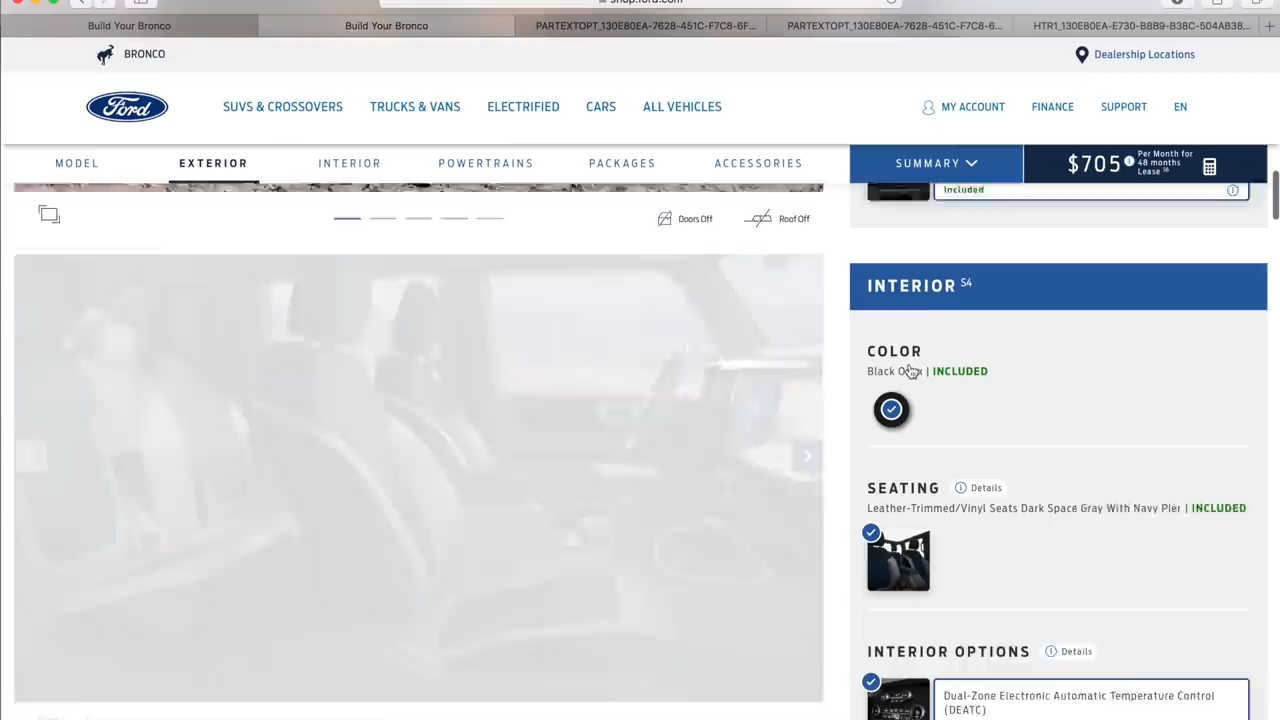 shop.ford.com
Build Your Bronco
Build Your Bronco
PARTEXTOPT_130E80EA-7628-451C-F7C8-6F...
PARTEXTOPT_130E80EA-7628-451C-F7C8-6...
HTR1_130E80EA-E730-B8B9-B38C-504AB38...
BRONCO
Dealership Locations
Ford
SUVS & CROSSOVERS
TRUCKS & VANS
ELECTRIFIED
CARS
ALL VEHICLES
MY ACCOUNT
FINANCE
SUPPORT
EN
MODEL
EXTERIOR
INTERIOR
POWERTRAINS
PACKAGES
ACCESSORIES
SUMMARY
$705
Per Month for
48 months
Lease S6
Included
Doors Off
Roof Off
INTERIOR S4
COLOR
Black Onyx | INCLUDED
SEATING
Details
Leather-Trimmed/Vinyl Seats Dark Space Gray With Navy Pier | INCLUDED
INTERIOR OPTIONS
Details
Dual-Zone Electronic Automatic Temperature Control
(DEATC)